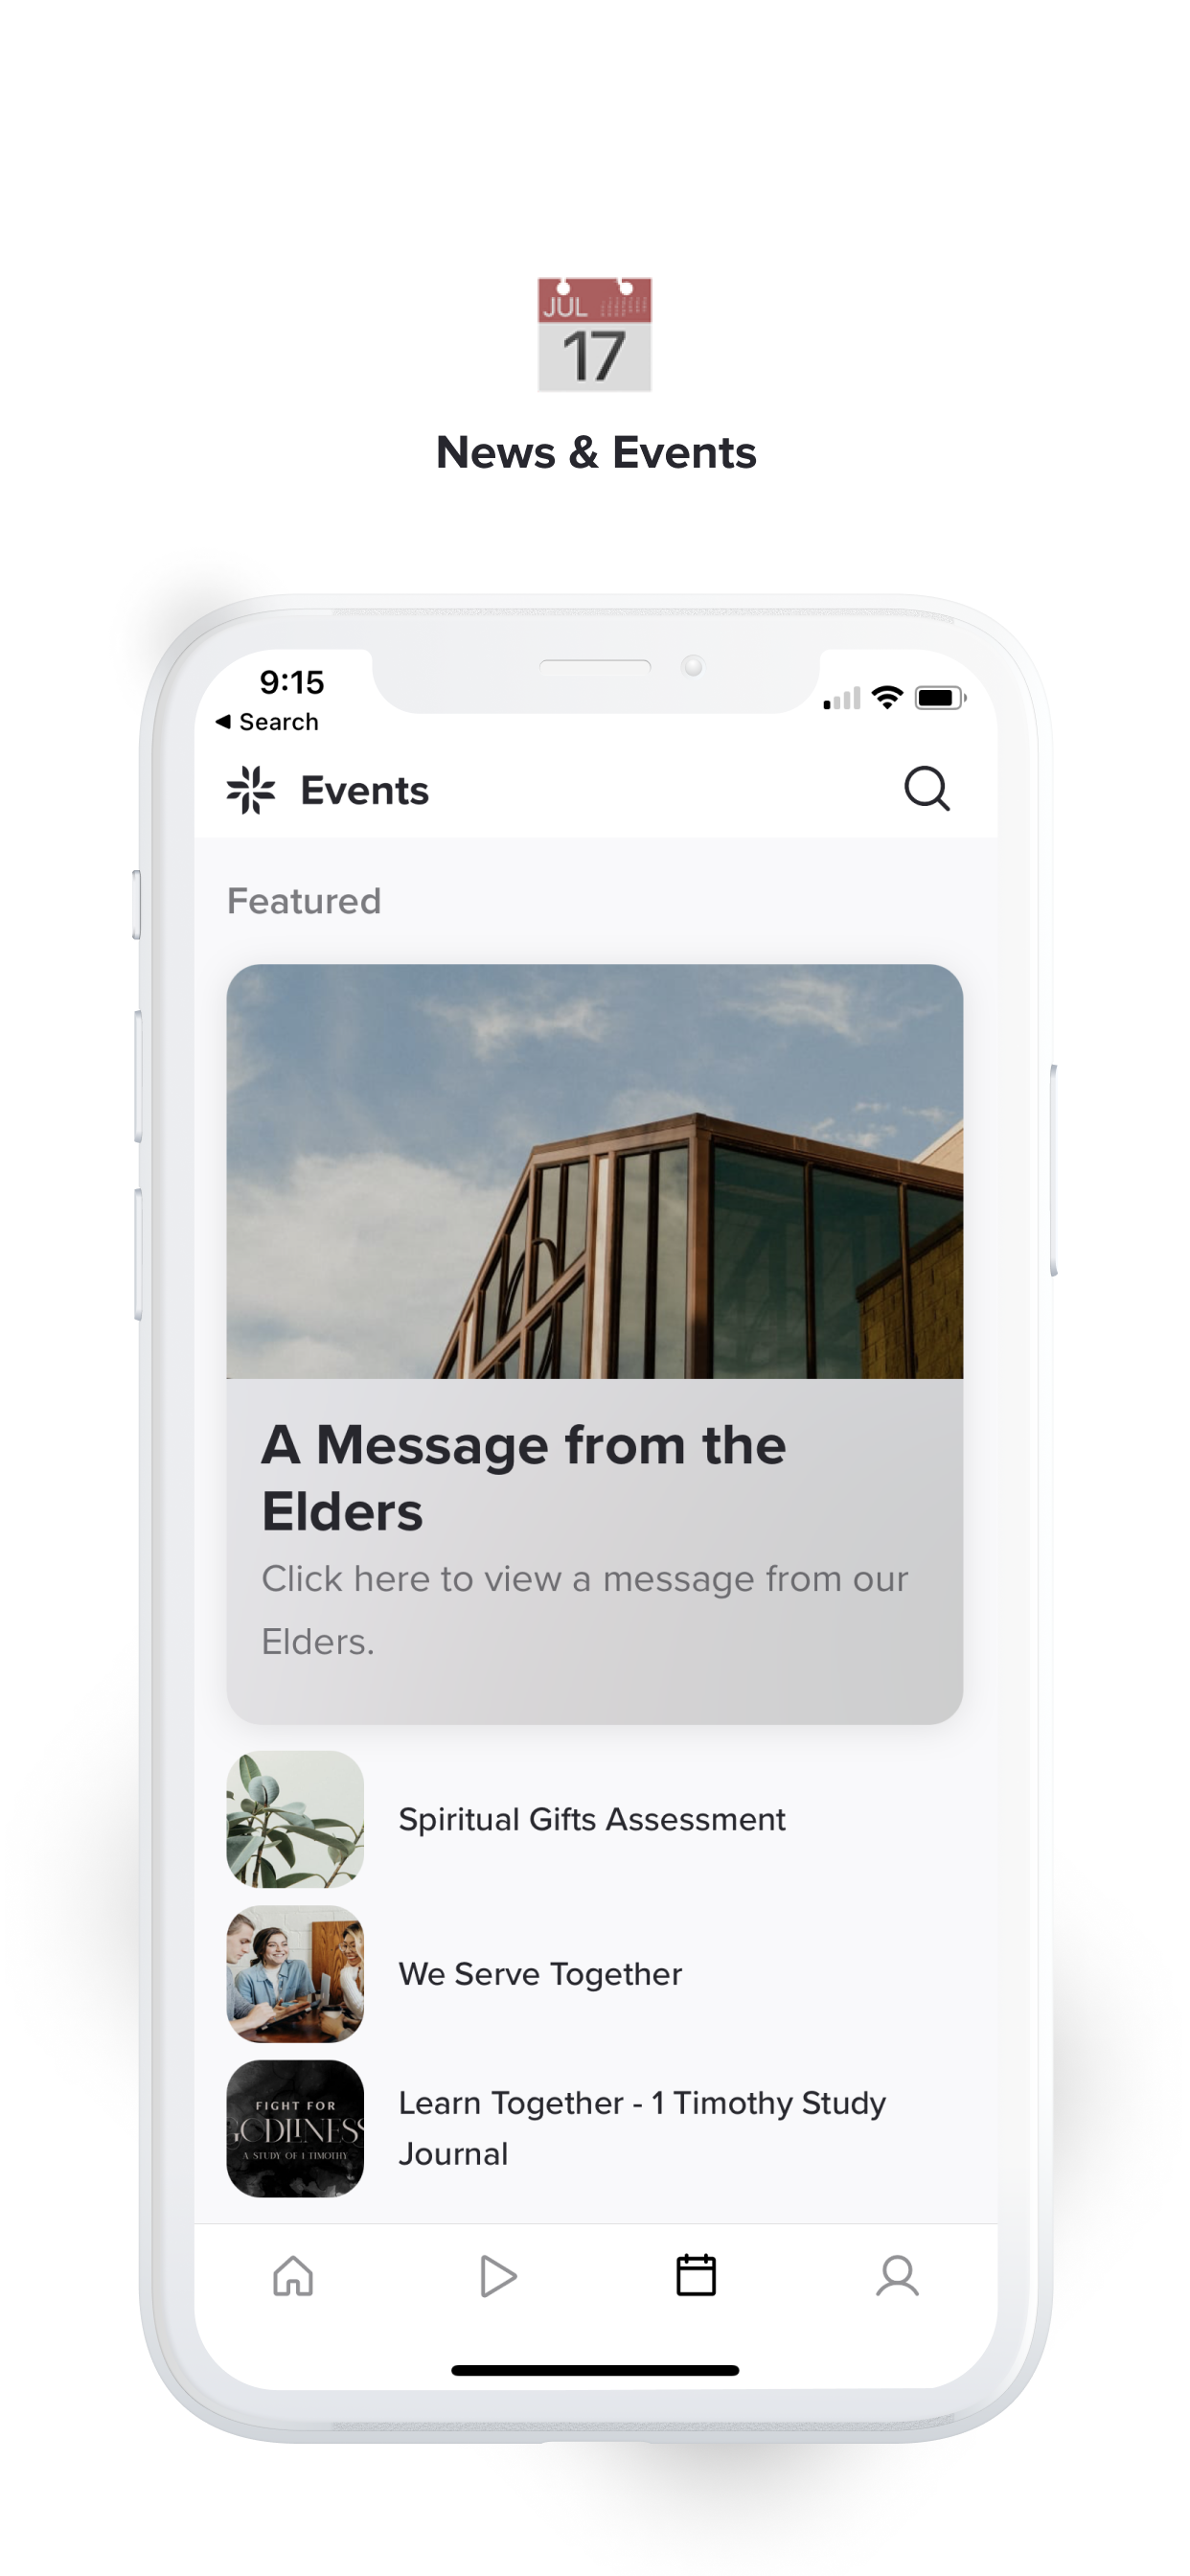 JUL
17
News & Events
9:15
◀ Search
Events
Featured
A Message from the
Elders
Click here to view a message from our
Elders.
Spiritual Gifts Assessment
We Serve Together
FIGHT FOR
GODLINESS
A STUDY OF 1 TIMOTHY
Learn Together - 1 Timothy Study
Journal